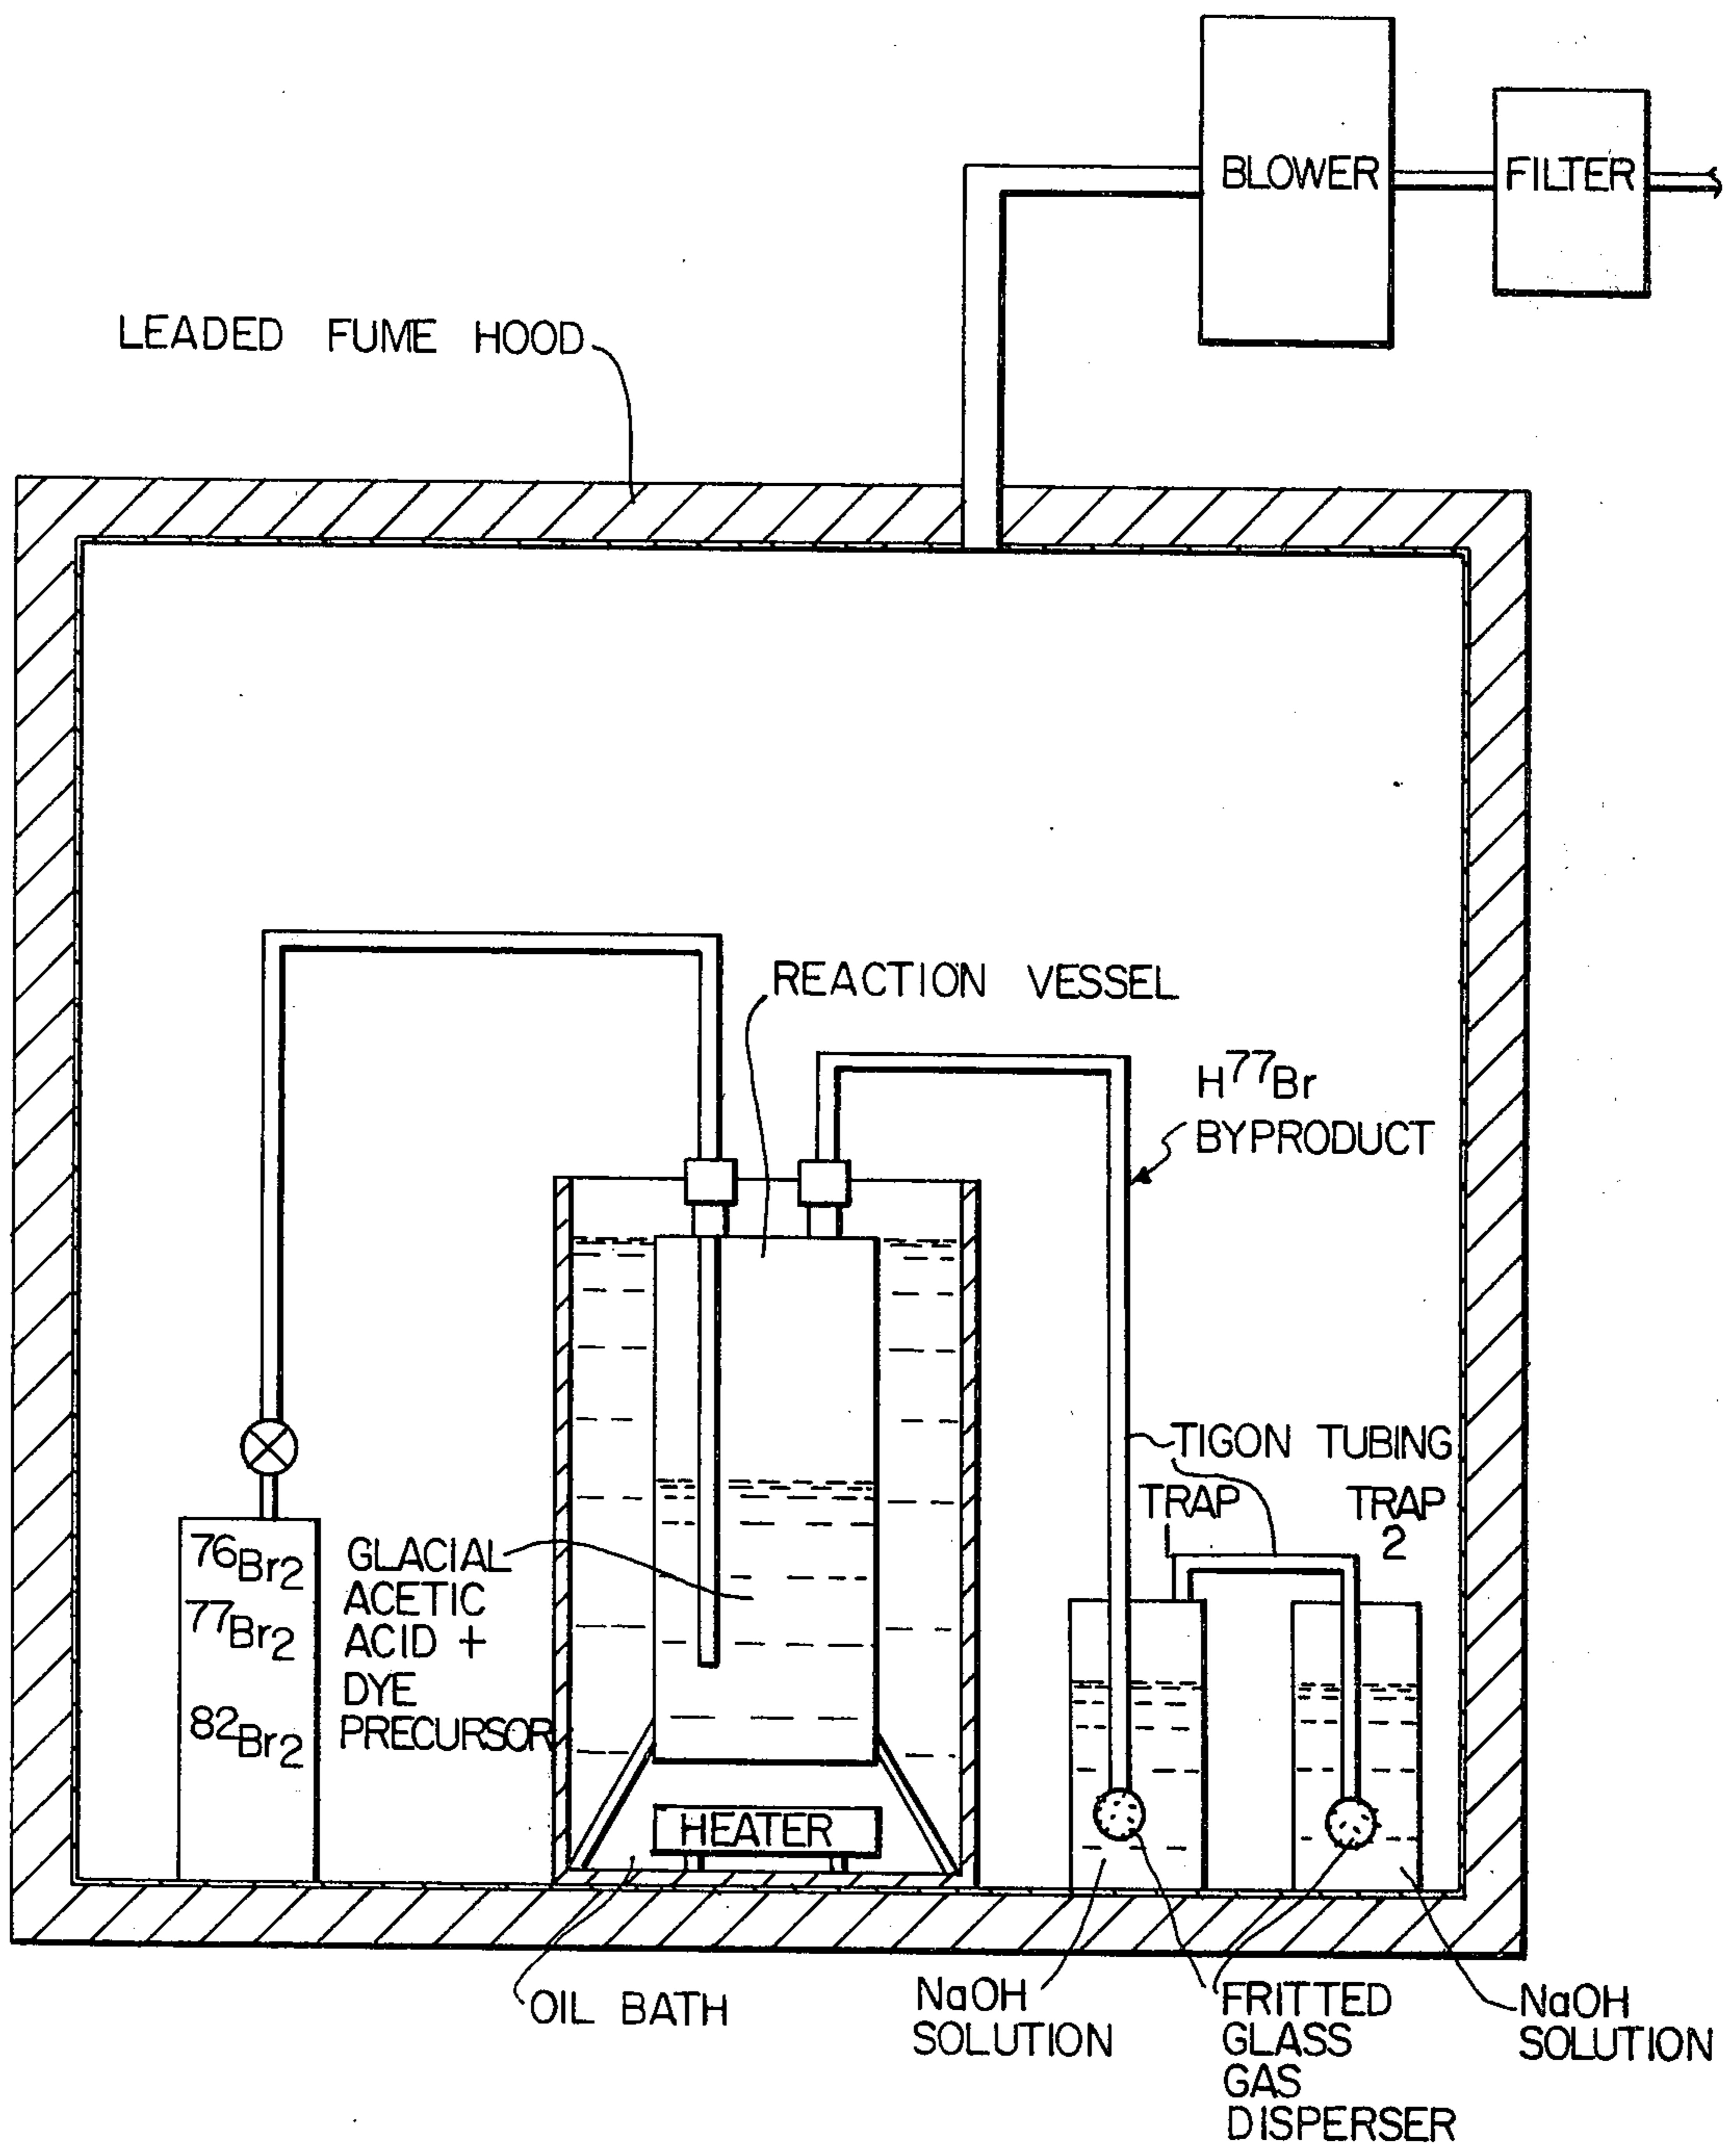 BLOWER
FILTER
LEADED FUME HOOD
REACTION VESSEL
H77Br
BYPRODUCT
TIGON TUBING
TRAP
1
TRAP
2
76Br2
77Br2
82Br2
GLACIAL
ACETIC
ACID +
DYE
PRECURSOR
HEATER
OIL BATH
NaOH
SOLUTION
FRITTED
GLASS
GAS
DISPERSER
NaOH
SOLUTION